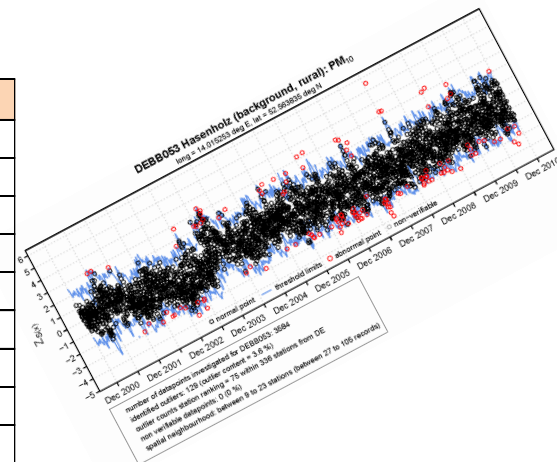 DEBB053 Hasenholz (background, rural): PM10
long = 14.015253 deg E, lat = 52.563835 deg N
6
5
4
3
2
1
0
−1
−2
−3
−4
−5
Dec 2000
Dec 2001
Dec 2002
Dec 2003
Dec 2004
Dec 2005
Dec 2006
Dec 2007
Dec 2008
Dec 2009
Dec 2010
normal point threshold limits abnormal point non−verifiable
number of datapoints investigated for DEBB053: 3584
identified outliers: 129 (outlier content = 3.6 %)
outlier counts station ranking = 75 within 336 stations from DE
non verifiable datapoints: 0 (0 %)
spatial neighbourhood: between 9 to 23 stations (between 27 to 105 records)